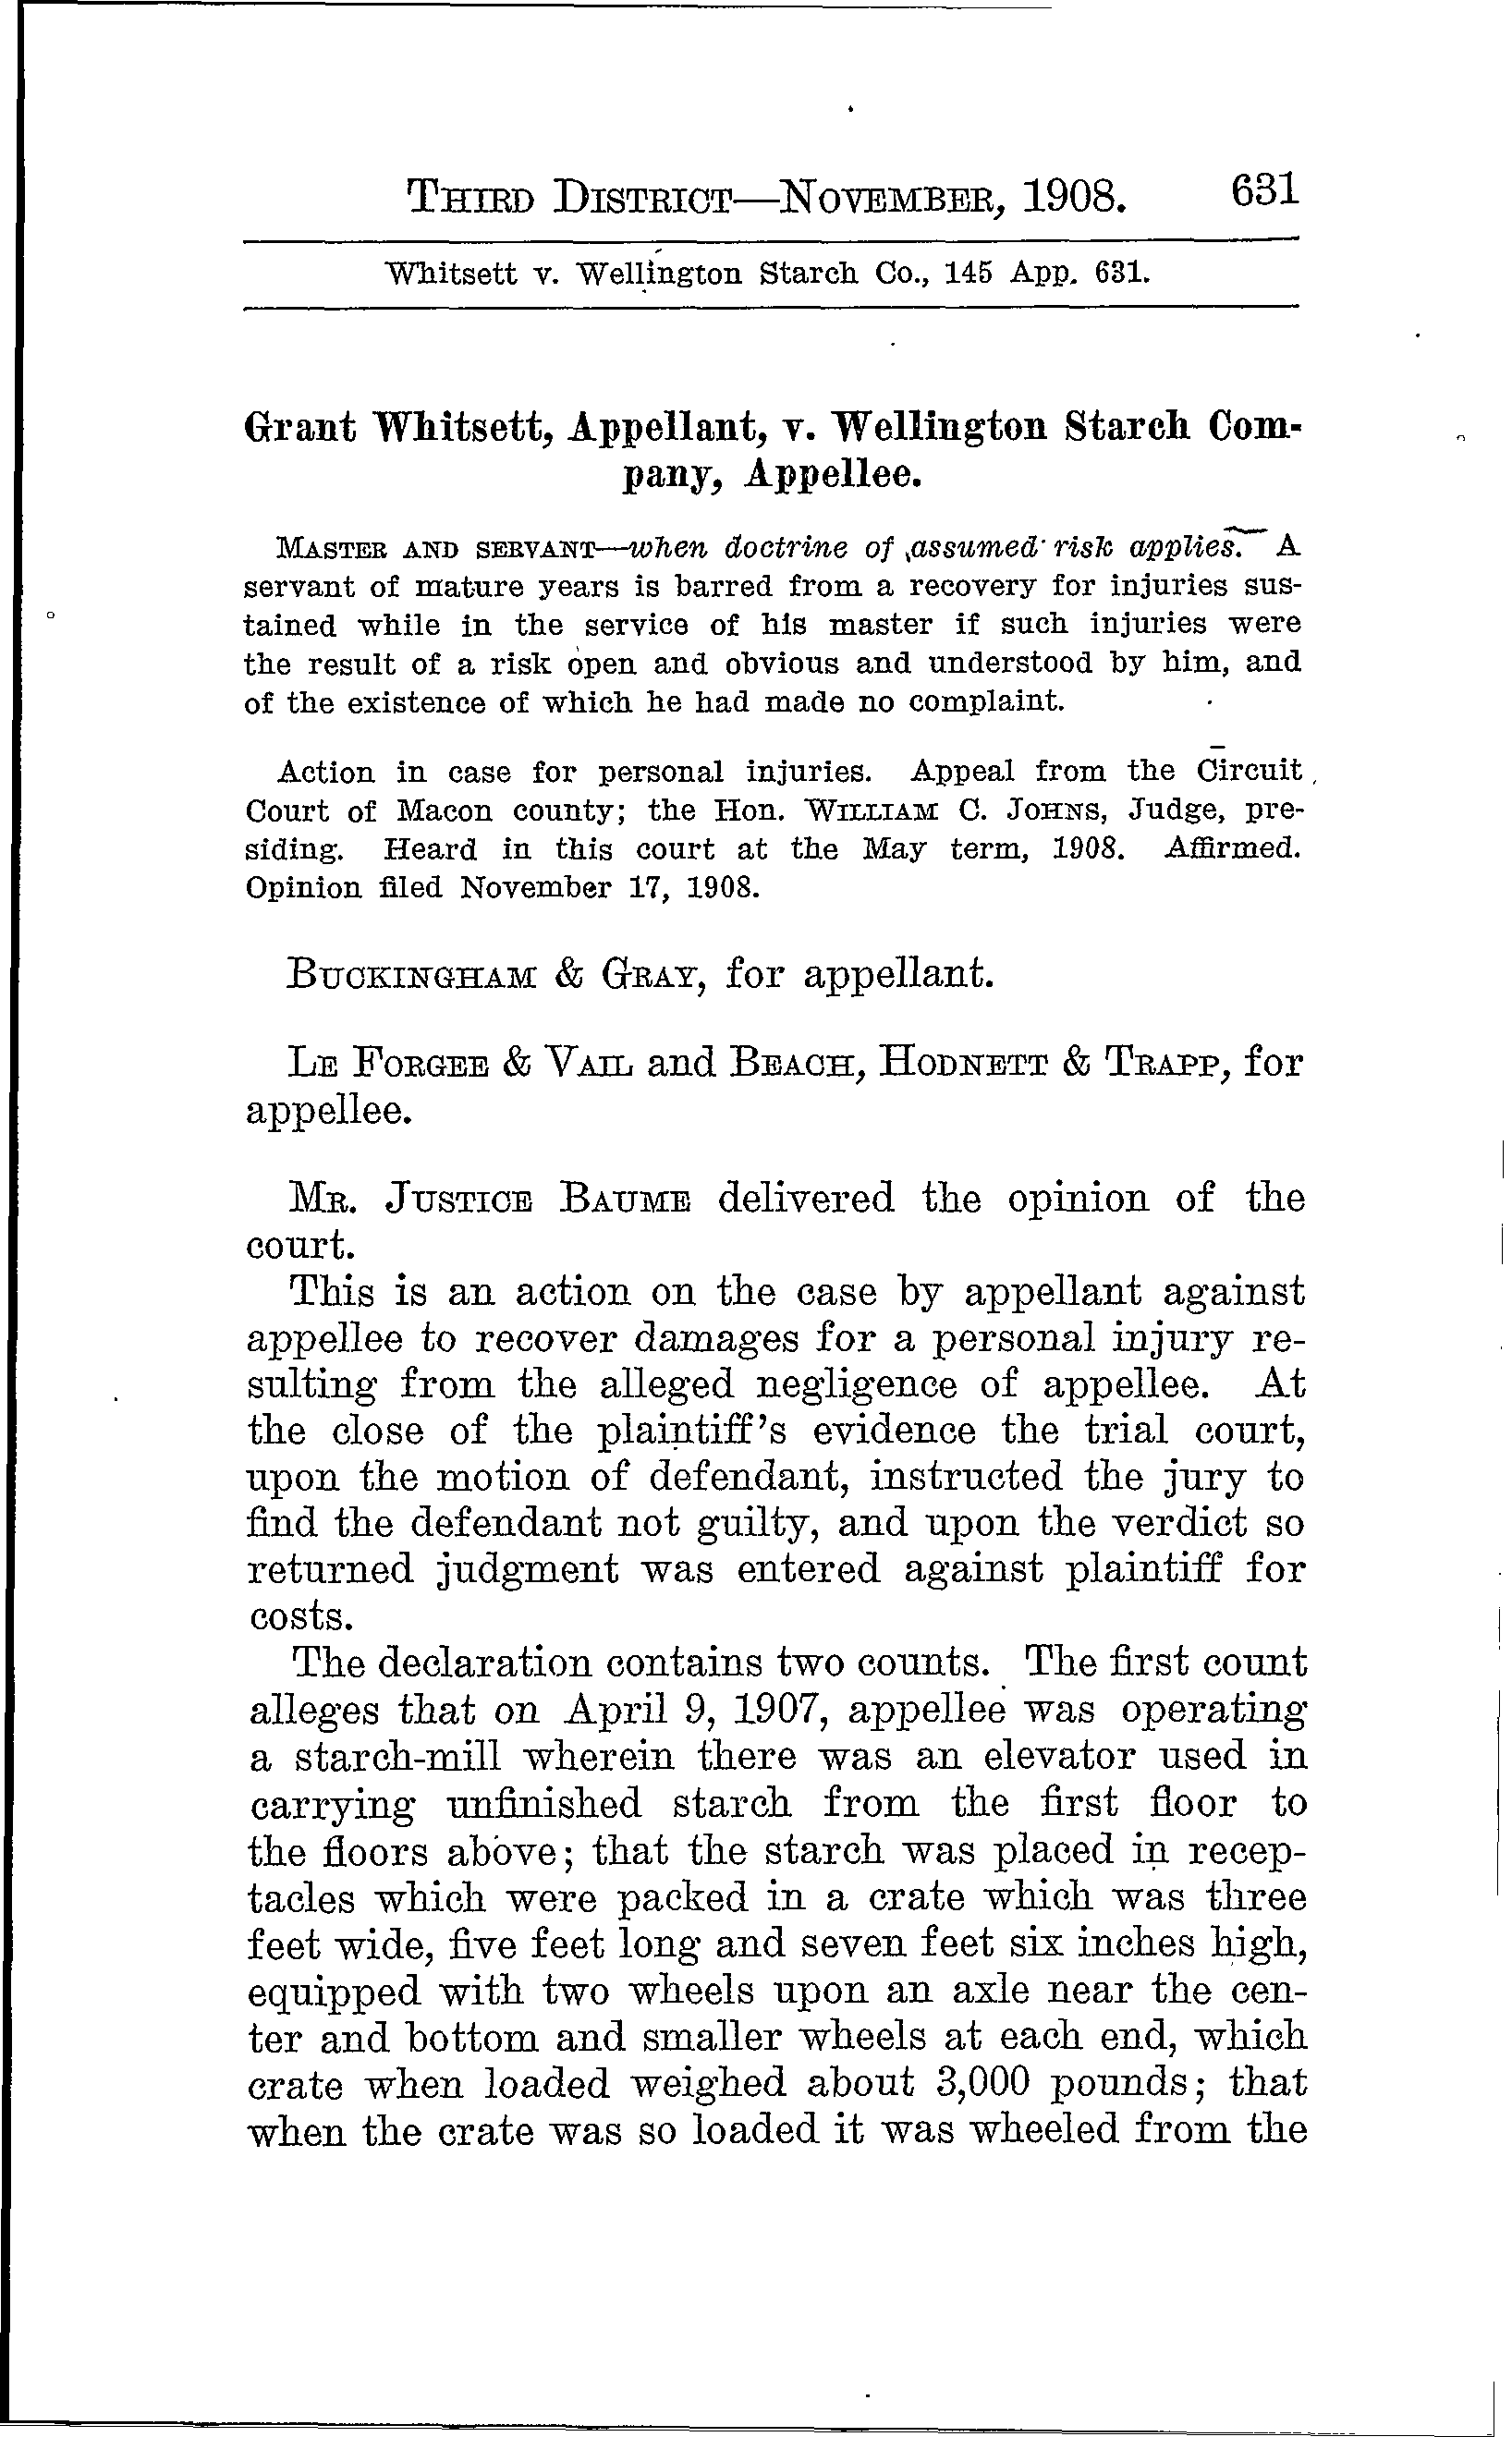 THIRD DISTRICT—NOVEMBER, 1908. 631
Whitsett v. Wellington Starch Co., 145 App. 631.
Grant Whitsett, Appellant, v. Wellington Starch Com-
pany, Appellee.
MASTER AND SERVANT—when doctrine of assumed risk applies. A
servant of mature years is barred from a recovery for injuries sus-
tained while in the service of his master if such injuries were
the result of a risk open and obvious and understood by him, and
of the existence of which he had made no complaint.
Action in case for personal injuries. Appeal from the Circuit
Court of Macon county; the Hon. WILLIAM C. JOHNS, Judge, pre-
siding. Heard in this court at the May term, 1908. Affirmed.
Opinion filed November 17, 1908.
BUCKINGHAM & GRAY, for appellant.
LE FORGEE & VAIL and BEACH, HODNETT & TRAPP, for
appellee.
MR. JUSTICE BAUME delivered the opinion of the
court.
This is an action on the case by appellant against
appellee to recover damages for a personal injury re-
sulting from the alleged negligence of appellee. At
the close of the plaintiff's evidence the trial court,
upon the motion of defendant, instructed the jury to
find the defendant not guilty, and upon the verdict so
returned judgment was entered against plaintiff for
costs.
The declaration contains two counts. The first count
alleges that on April 9, 1907, appellee was operating
a starch-mill wherein there was an elevator used in
carrying unfinished starch from the first floor to
the floors above; that the starch was placed in recep-
tacles which were packed in a crate which was three
feet wide, five feet long and seven feet six inches high,
equipped with two wheels upon an axle near the cen-
ter and bottom and smaller wheels at each end, which
crate when loaded weighed about 3,000 pounds; that
when the crate was so loaded it was wheeled from the